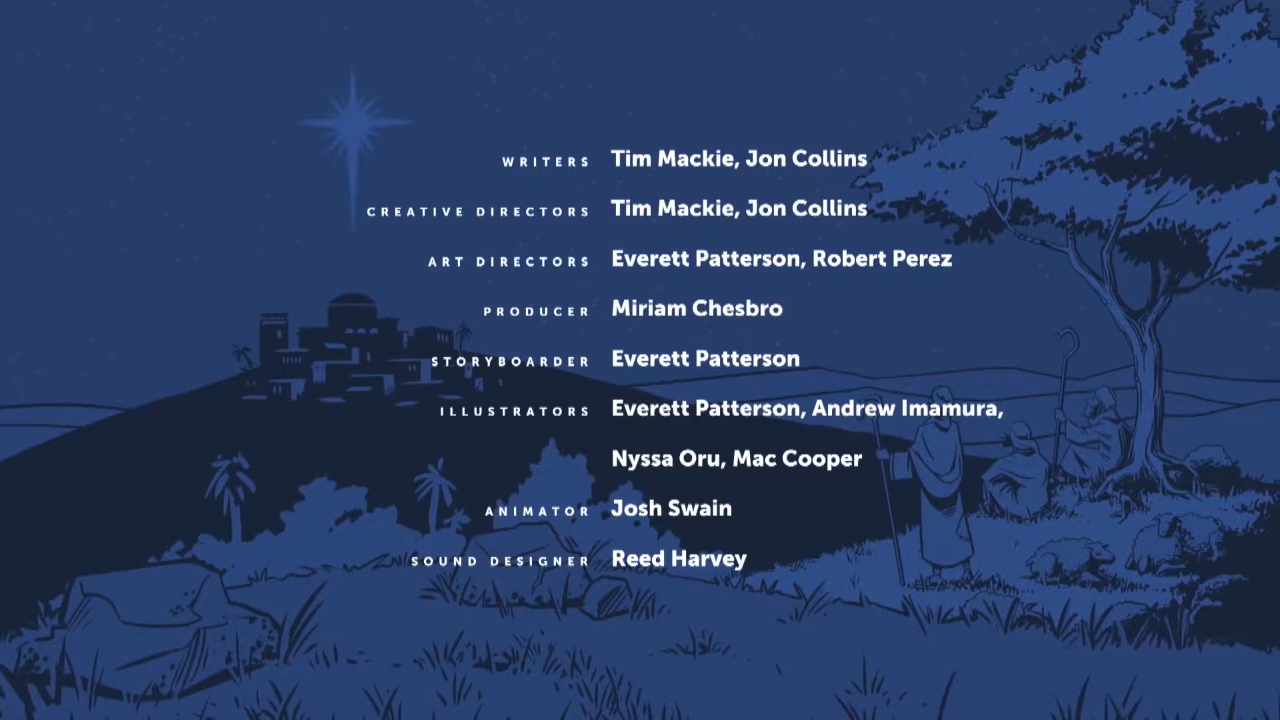 WRITERS Tim Mackie, Jon Collins
CREATIVE DIRECTORS Tim Mackie, Jon Collins
ART DIRECTORS Everett Patterson, Robert Perez
PRODUCER Miriam Chesbro
STORYBOARDER Everett Patterson
ILLUSTRATORS Everett Patterson, Andrew Imamura,
Nyssa Oru, Mac Cooper
ANIMATOR Josh Swain
SOUND DESIGNER Reed Harvey